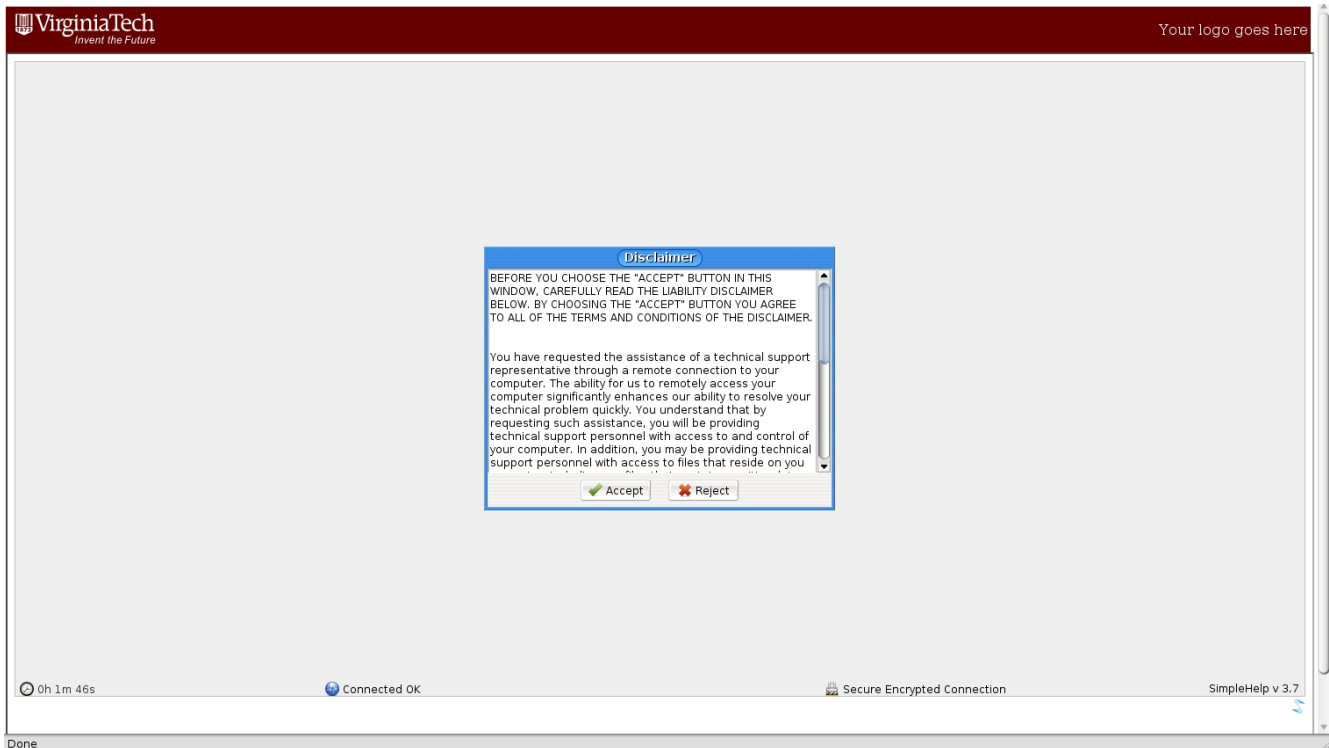 VirginiaTech
1872
Invent the Future
Your logo goes here
Disclaimer
BEFORE YOU CHOOSE THE "ACCEPT" BUTTON IN THIS
WINDOW, CAREFULLY READ THE LIABILITY DISCLAIMER
BELOW. BY CHOOSING THE "ACCEPT" BUTTON YOU AGREE
TO ALL OF THE TERMS AND CONDITIONS OF THE DISCLAIMER.
You have requested the assistance of a technical support
representative through a remote connection to your
computer. The ability for us to remotely access your
computer significantly enhances our ability to resolve your
technical problem quickly. You understand that by
requesting such assistance, you will be providing
technical support personnel with access to and control of
your computer. In addition, you may be providing technical
support personnel with access to files that reside on you
Accept
Reject
0h 1m 46s
Connected OK
Secure Encrypted Connection
SimpleHelp v 3.7
Done